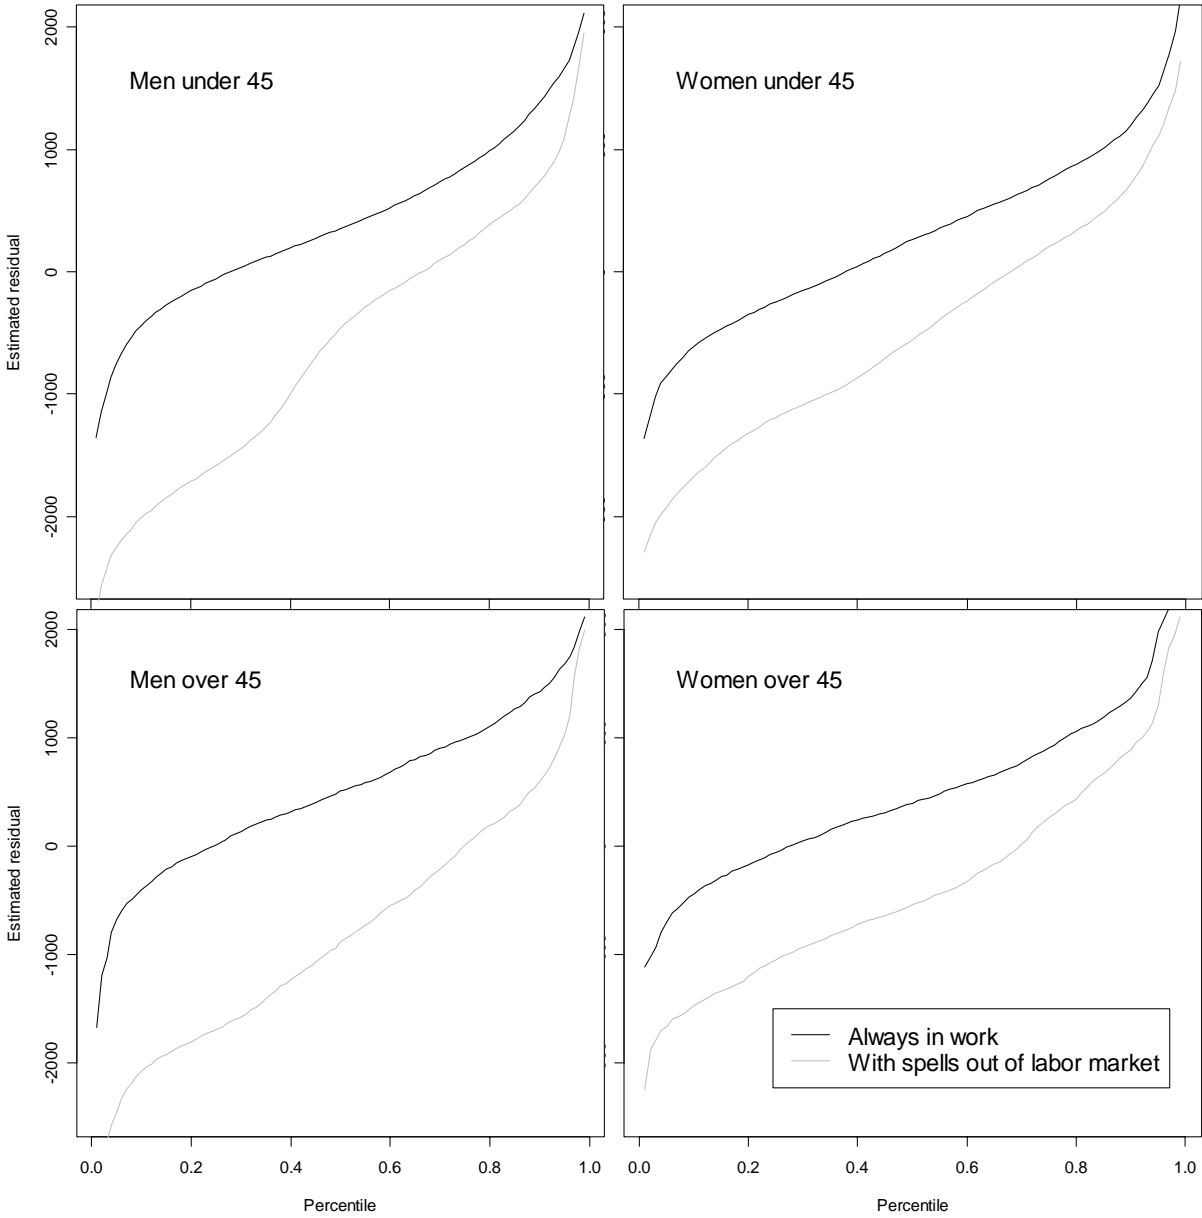 2000
1000
0
-1000
-2000
Estimated residual
Men under 45
Women under 45
2000
1000
0
-1000
-2000
Estimated residual
Men over 45
Women over 45
Always in work
With spells out of labor market
0.0 0.2 0.4 0.6 0.8 1.0
0.0 0.2 0.4 0.6 0.8 1.0
Percentile
Percentile